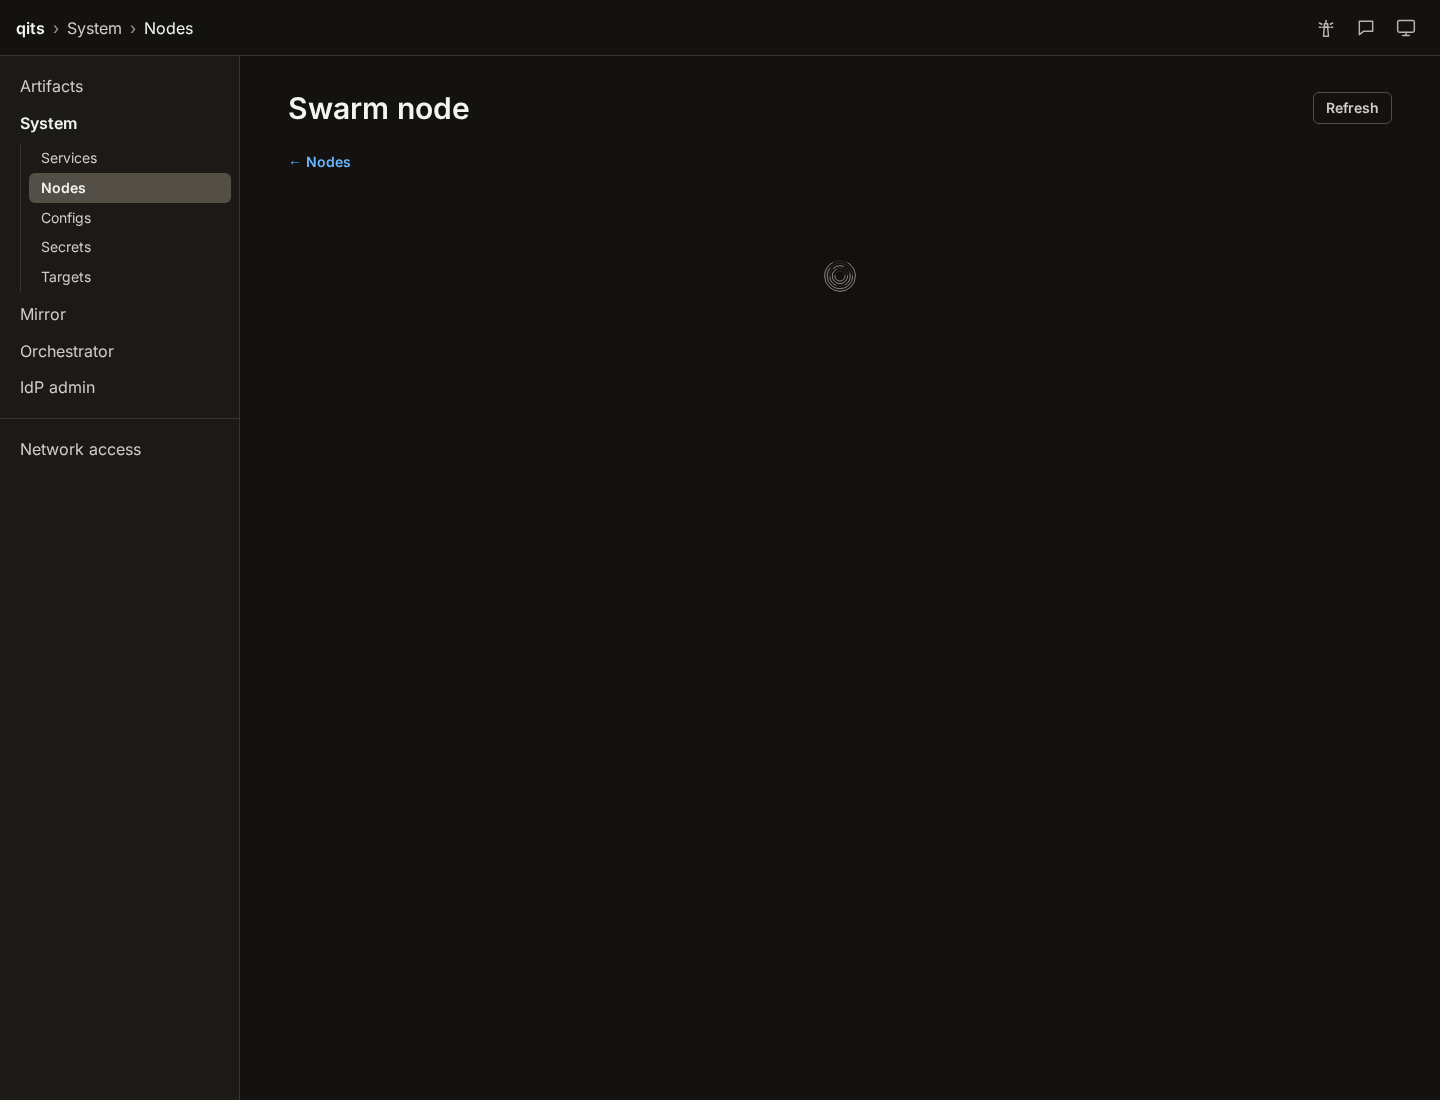 qits › System › Nodes
Artifacts
System
Services
Nodes
Configs
Secrets
Targets
Mirror
Orchestrator
IdP admin
Network access
Swarm node
Refresh
← Nodes